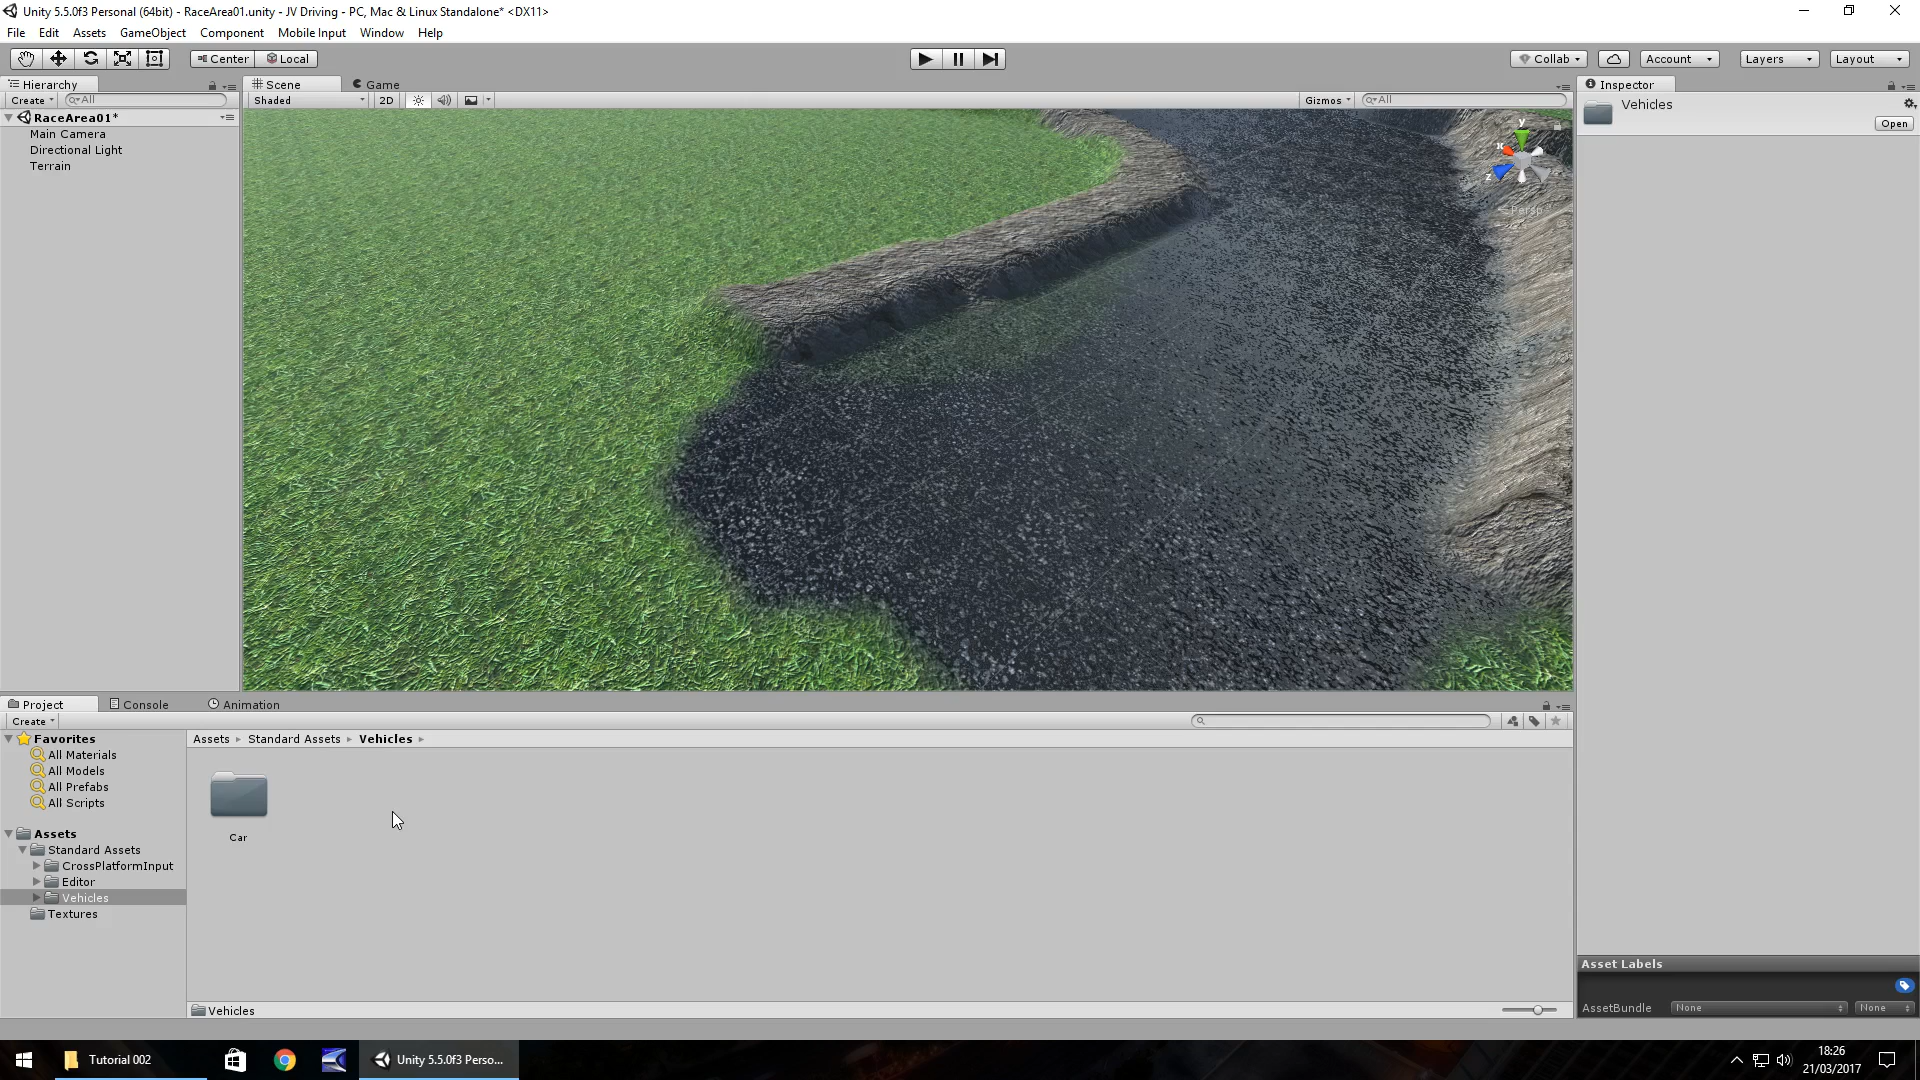 Unity 5.5.0f3 Personal (64bit) - RaceArea01.unity - JV Driving - PC, Mac & Linux Standalone* <DX11>
File Edit Assets GameObject Component Mobile Input Window Help
Center Local Collab Account Layers Layout
Hierarchy
Create All
RaceArea01*
Main Camera
Directional Light
Terrain
Scene Game
Shaded 2D Gizmos All
y
x
z
Persp
Inspector
Vehicles
Open
Project Console Animation
Create
Favorites
All Materials
All Models
All Prefabs
All Scripts
Assets
Standard Assets
CrossPlatformInput
Editor
Vehicles
Textures
Assets Standard Assets Vehicles
Car
Vehicles
Asset Labels
AssetBundle None None
Tutorial 002
Unity 5.5.0f3 Perso...
18:26
21/03/2017